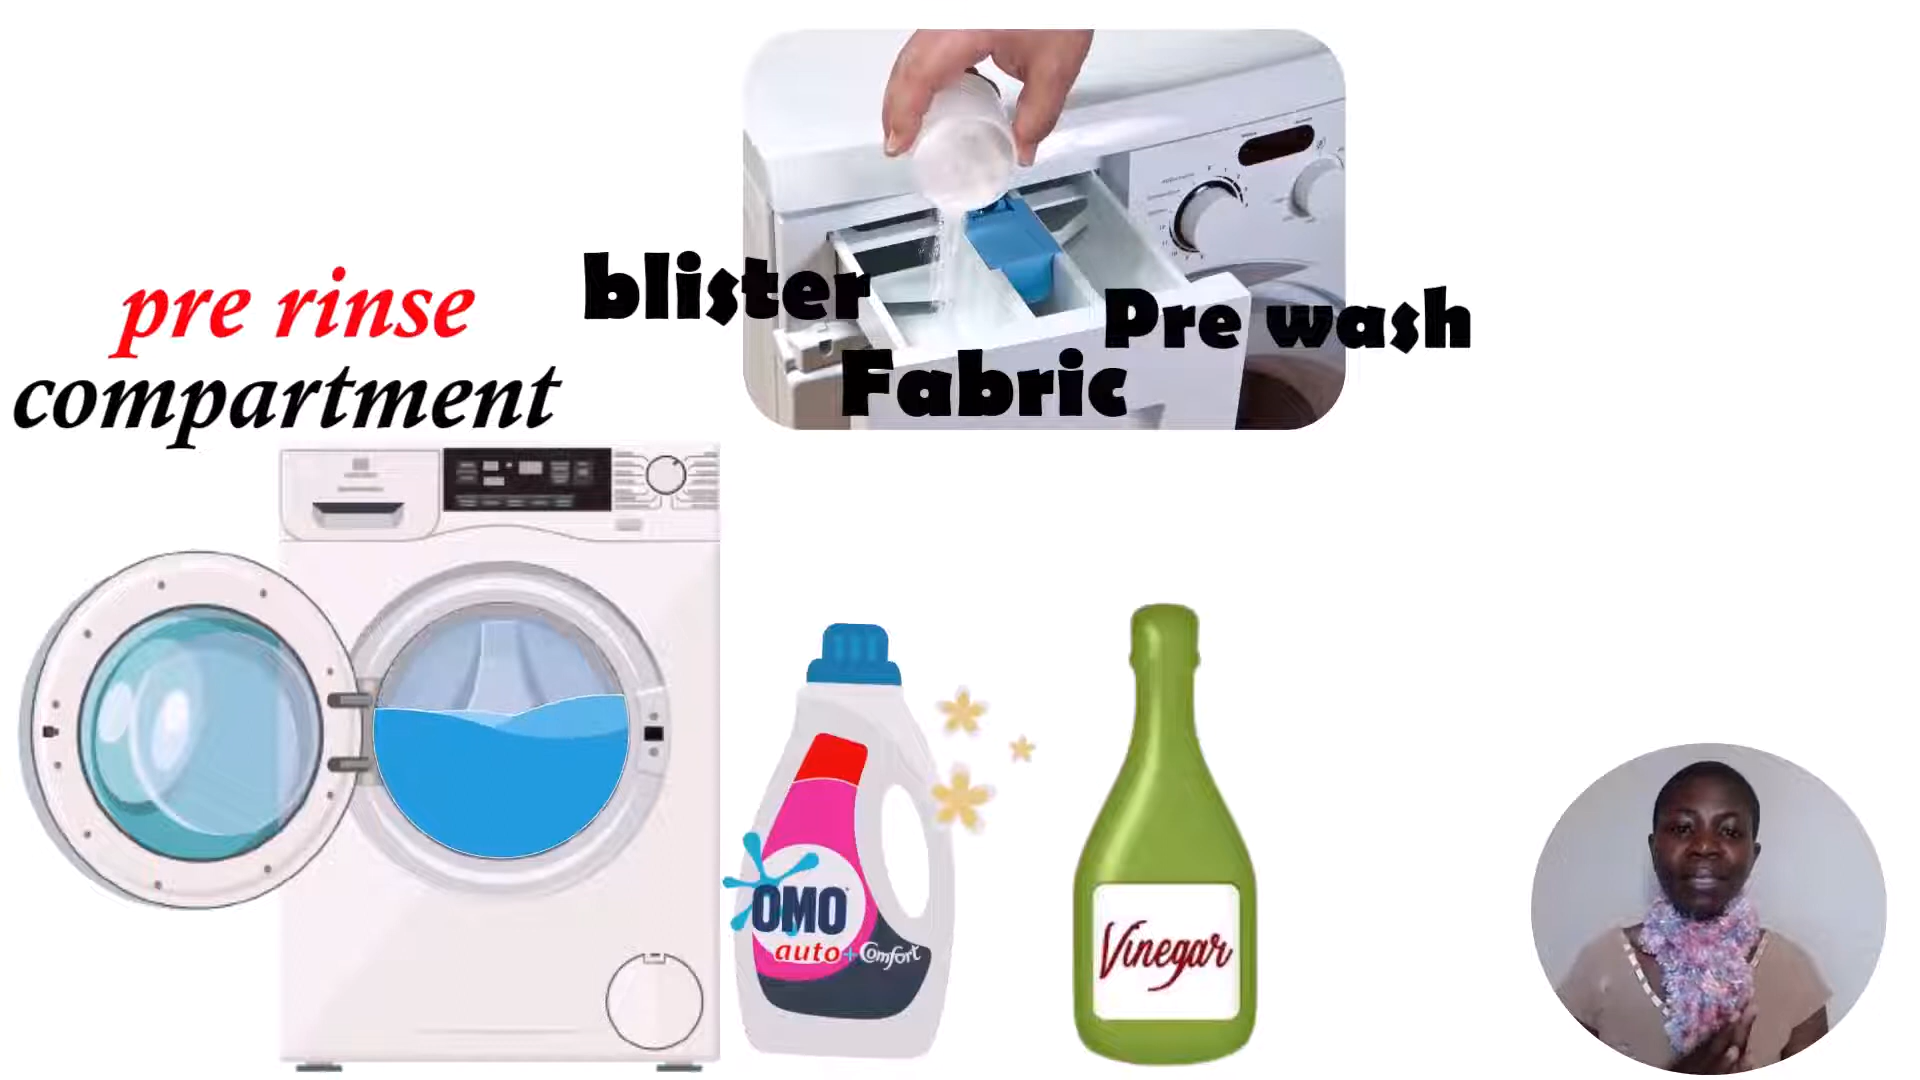 pre rinse
compartment
blister
Pre wash
Fabric
OMO
auto+Comfort
Vinegar